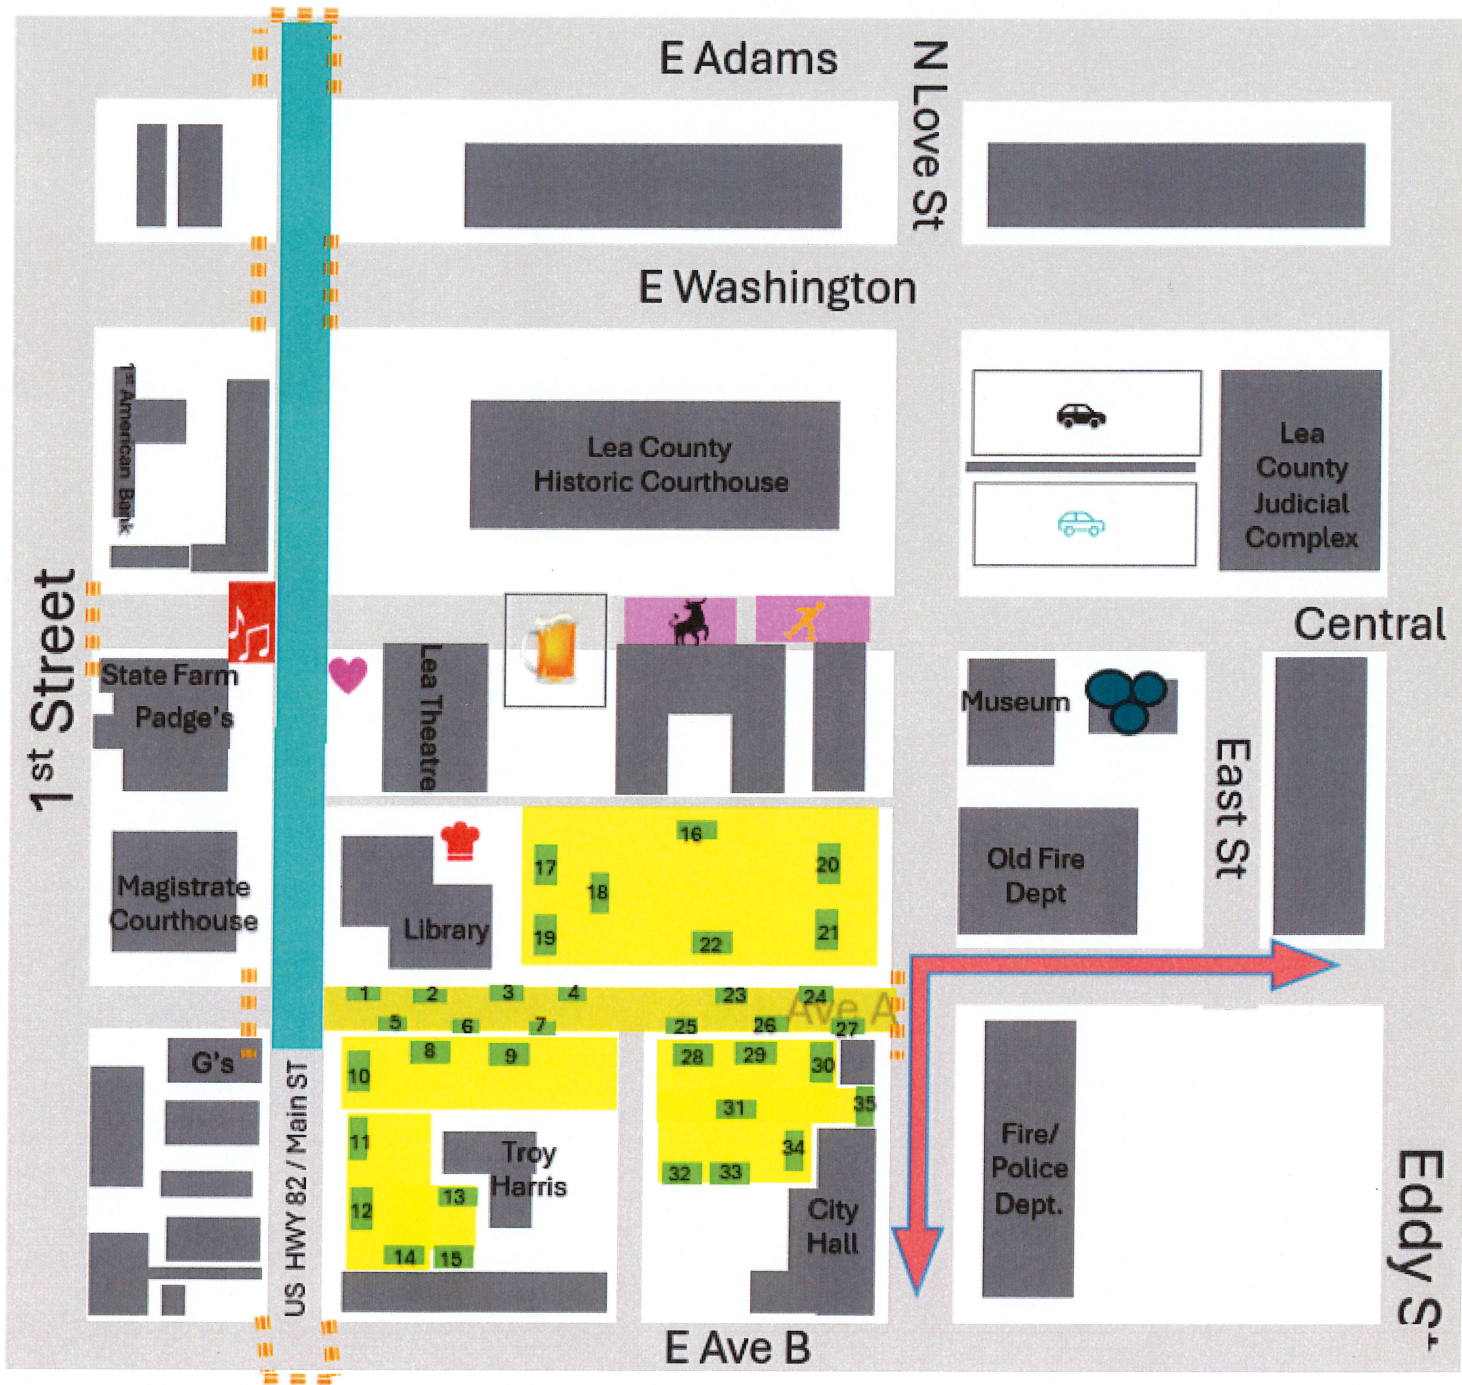 E Adams
N Love St
E Washington
1st American Bank
Lea County
Historic Courthouse
Lea
County
Judicial
Complex
Central
1st Street
State Farm
Padge's
Lea Theatre
Museum
East St
Magistrate
Courthouse
Library
Old Fire
Dept
16
17
18
19
20
21
22
1
2
3
4
23
24
Ave A
5
6
7
25
26
27
G's
8
9
10
28
29
30
31
35
11
12
13
14
15
Troy
Harris
32
33
34
City
Hall
Fire/
Police
Dept.
US HWY 82 / Main ST
Eddy St
E Ave B